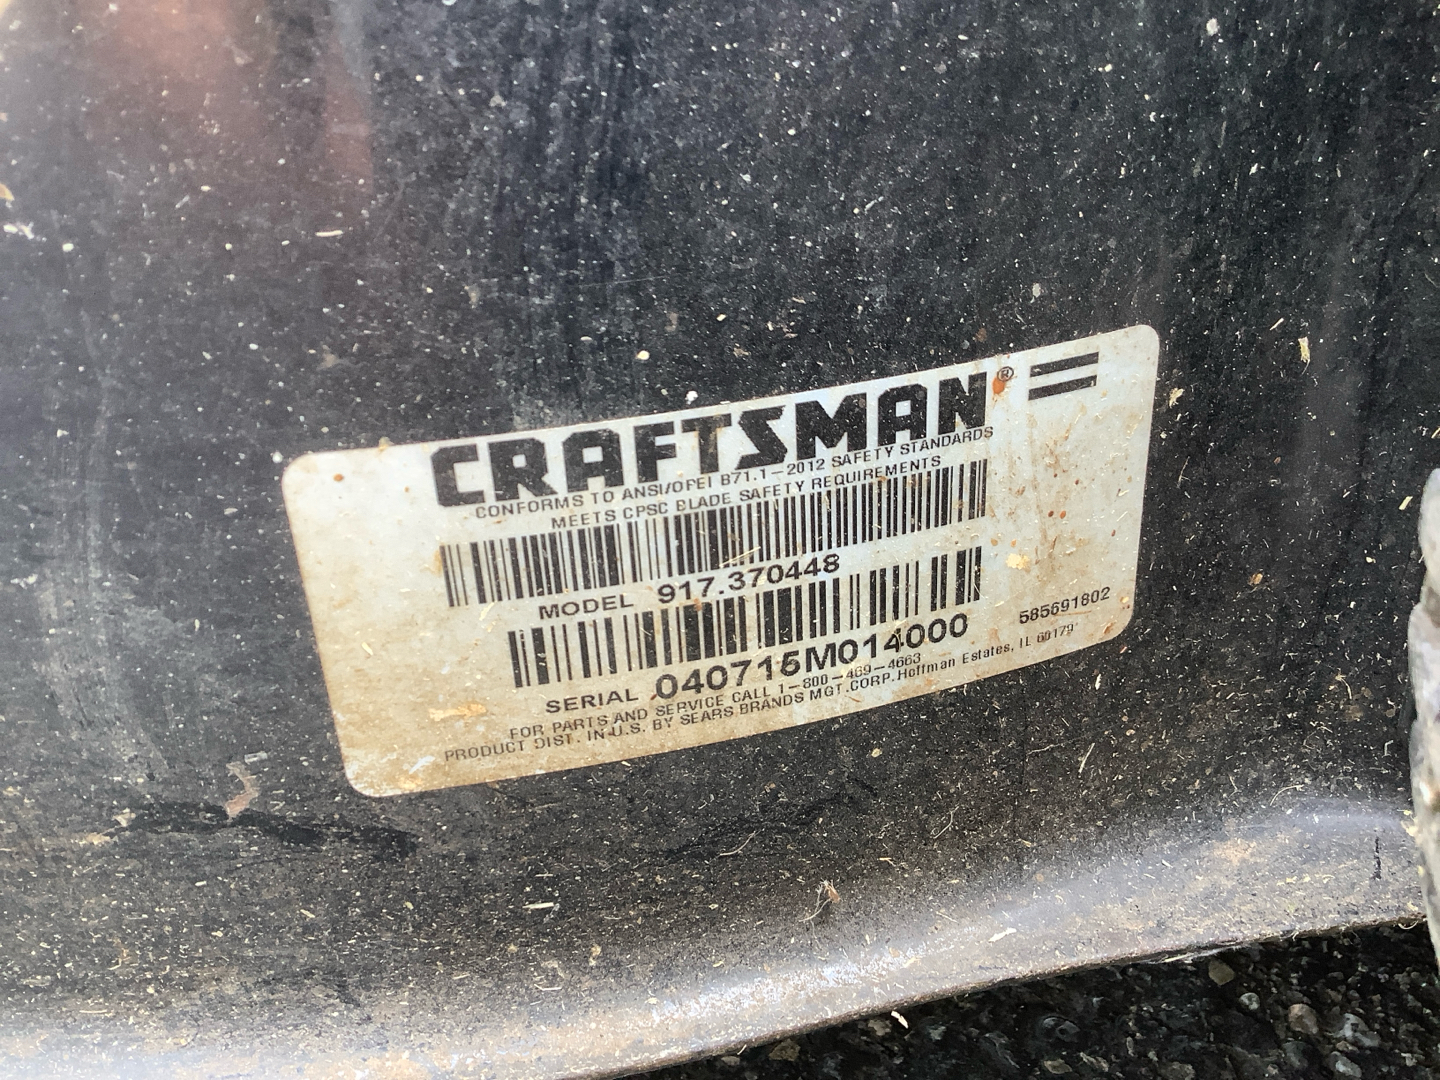 CRAFTSMAN®
CONFORMS TO ANSI/OPEI B71.1-2012 SAFETY STANDARDS
MEETS CPSC BLADE SAFETY REQUIREMENTS
MODEL 917.370448
SERIAL 040715M014000
585691802
FOR PARTS AND SERVICE CALL 1-800-469-4663
PRODUCT DIST. IN U.S. BY SEARS BRANDS MGT.CORP.Hoffman Estates, IL 60179